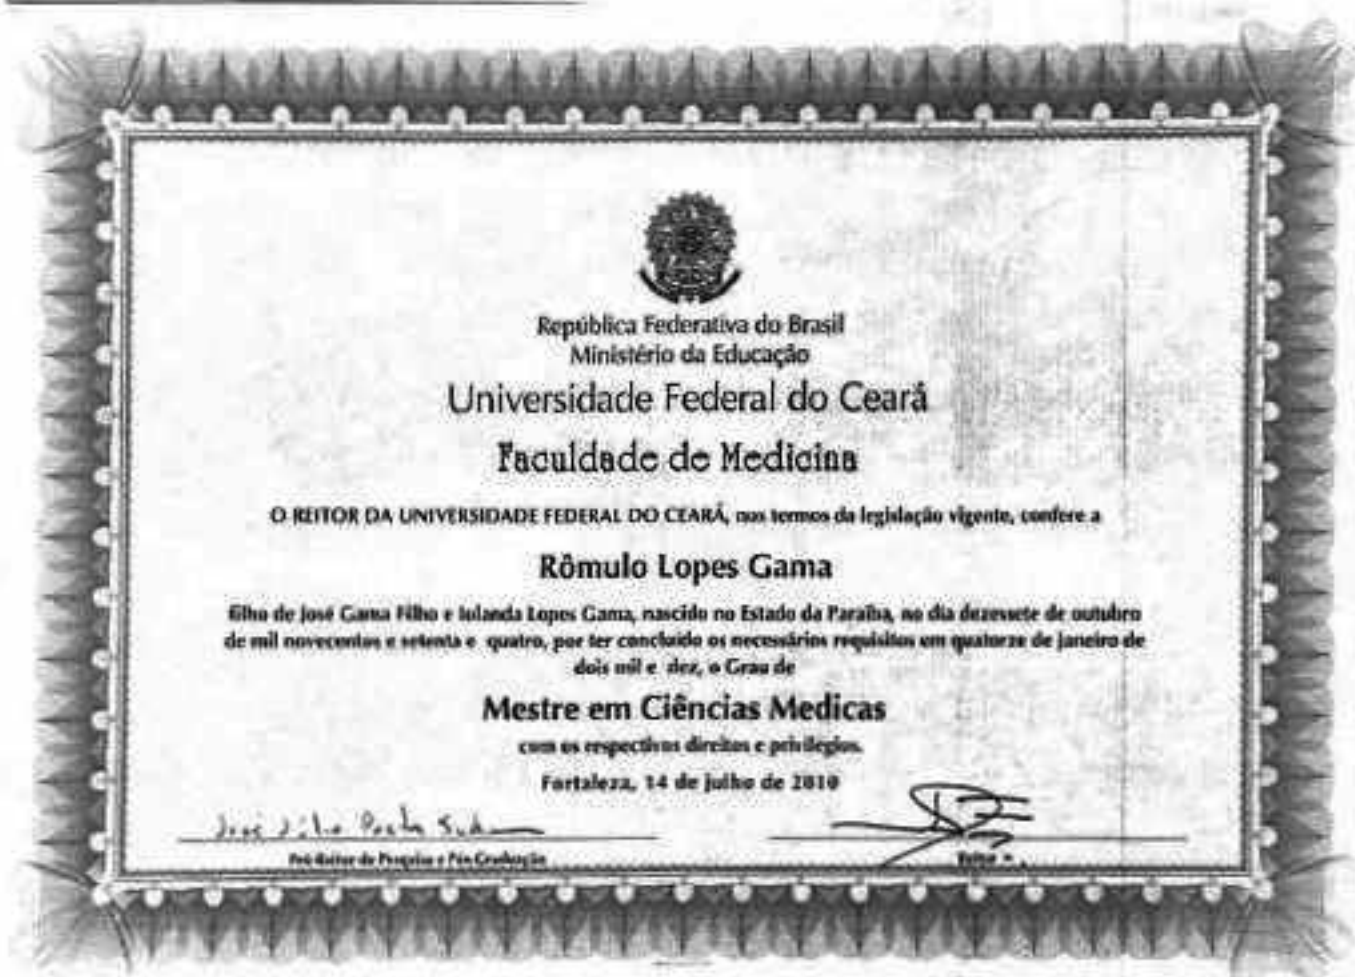 República Federativa do Brasil
Ministério da Educação
Universidade Federal do Ceará
Faculdade de Medicina
O REITOR DA UNIVERSIDADE FEDERAL DO CEARÁ, nos termos da legislação vigente, confere a
Rômulo Lopes Gama
filho de José Gama Filho e Iolanda Lopes Gama, nascido no Estado da Paraíba, no dia dezessete de outubro
de mil novecentos e setenta e quatro, por ter concluído os necessários requisitos em quatorze de janeiro de
dois mil e dez, o Grau de
Mestre em Ciências Medicas
com os respectivos direitos e privilégios.
Fortaleza, 14 de julho de 2010
Pró-Reitor de Pesquisa e Pós-Graduação
Reitor